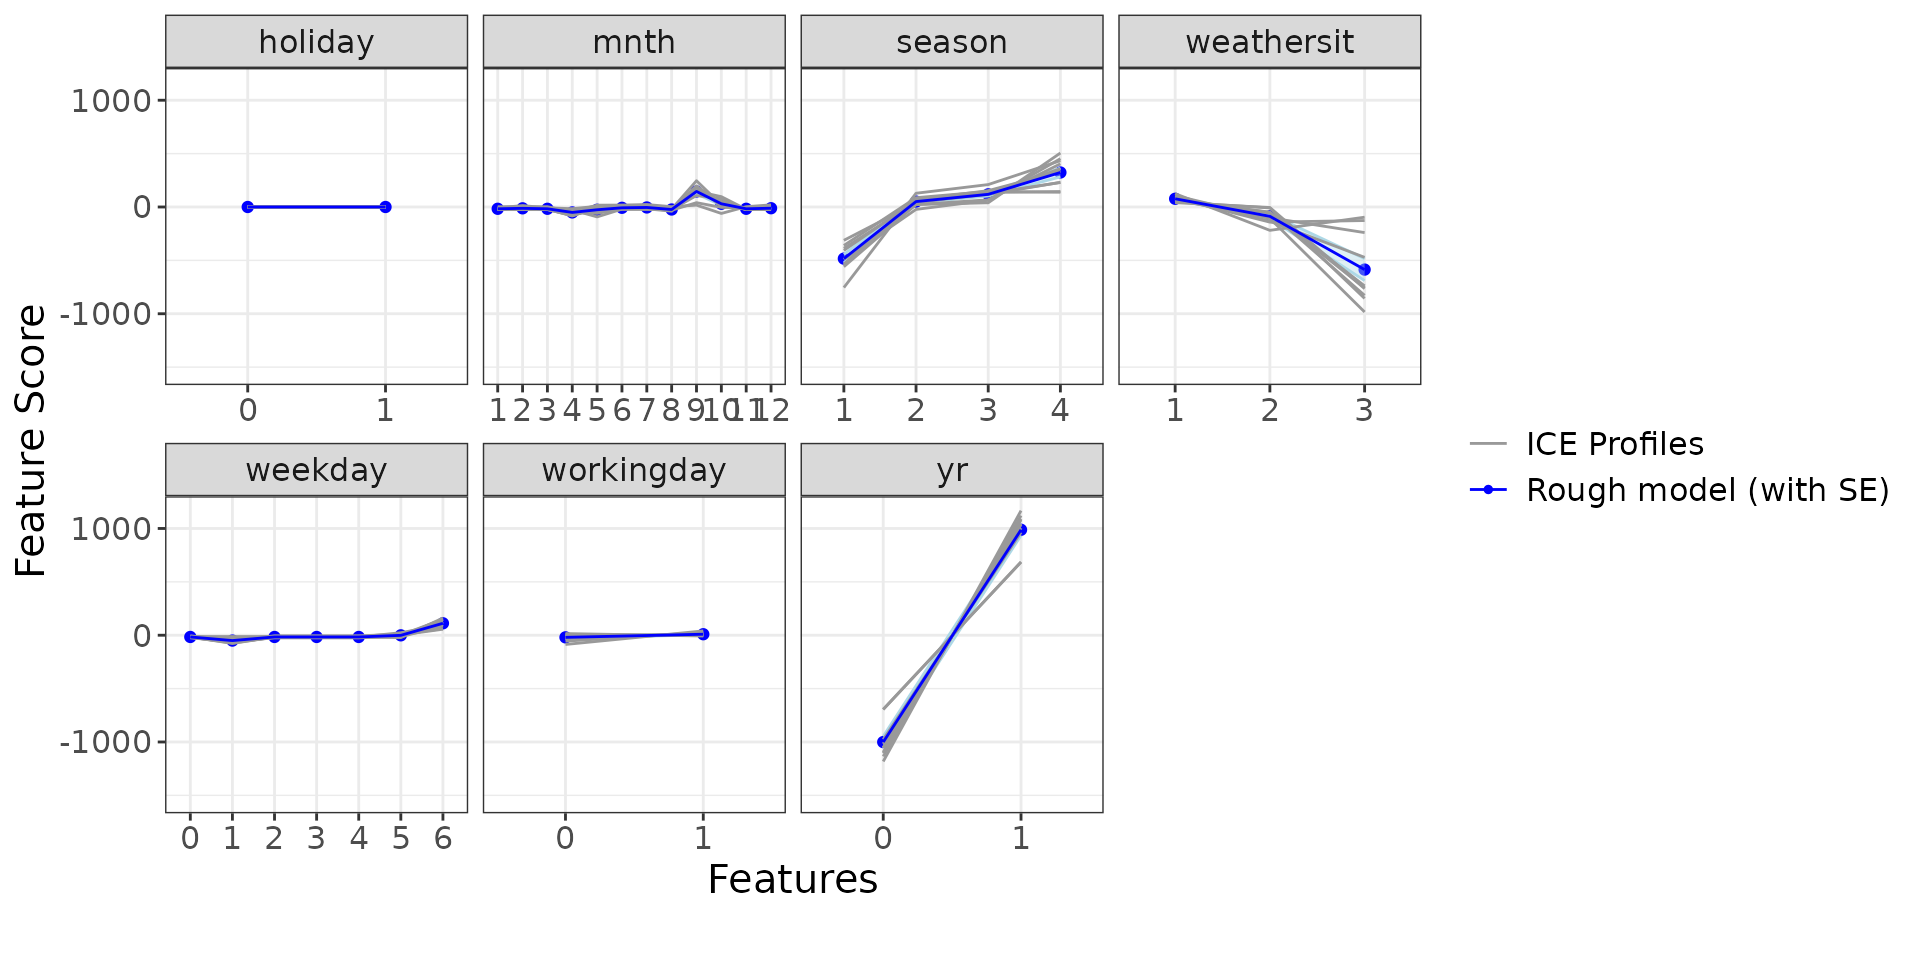 holiday mnth season weathersit
1000
0
-1000
0 1 1 2 3 4 5 6 7 8 9 10 11 12 1 2 3 4 1 2 3
weekday workingday yr
1000
0
-1000
0 1 2 3 4 5 6 0 1 0 1
Features
Feature Score
ICE Profiles
Rough model (with SE)